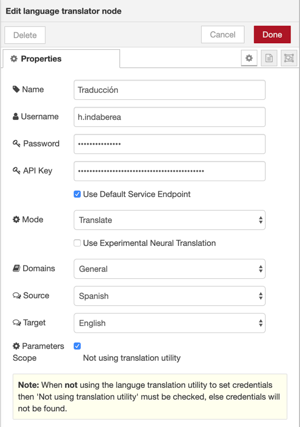 Edit language translator node
Delete
Cancel
Done
Properties
Name
Traducción
Username
h.indaberea
Password
•••••••••••••••
API Key
••••••••••••••••••••••••••••••••••••••••••••
Use Default Service Endpoint
Mode
Translate
Use Experimental Neural Translation
Domains
General
Source
Spanish
Target
English
Parameters
Scope
Not using translation utility
Note: When not using the languge translation utility to set credentials
then 'Not using translation utility' must be checked, else credentials will
not be found.